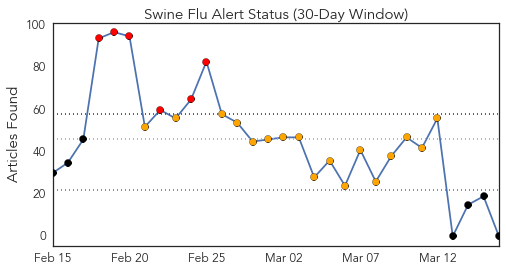 Swine Flu Alert Status (30-Day Window)
Articles Found
100
80
60
40
20
0
Feb 15 Feb 20 Feb 25 Mar 02 Mar 07 Mar 12